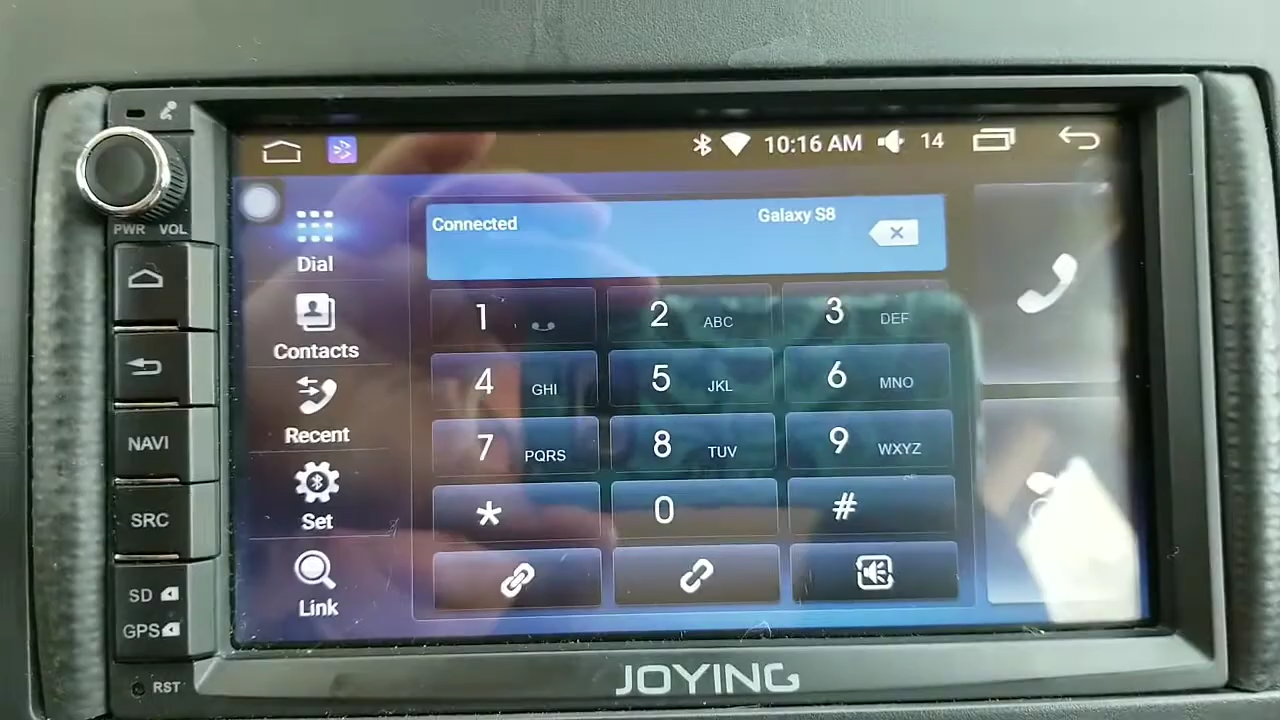 10:16 AM 14
PWR VOL
NAVI
SRC
SD
GPS
RST
Dial
Contacts
Recent
Set
Link
Connected Galaxy S8
1
2 ABC
3 DEF
4 GHI
5 JKL
6 MNO
7 PQRS
8 TUV
9 WXYZ
*
0
#
JOYING